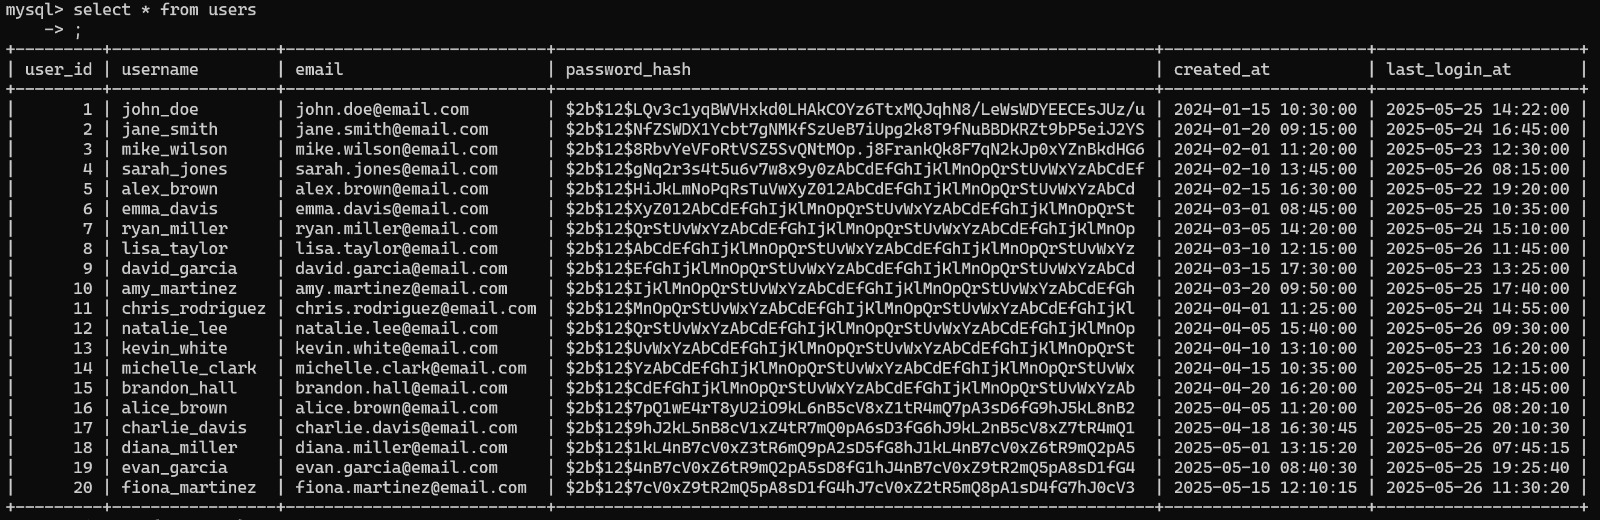 mysql> select * from users
    -> ;
+---------+-----------------+---------------------------+--------------------------------------------------------------+---------------------+---------------------+
| user_id | username        | email                     | password_hash                                                | created_at          | last_login_at       |
+---------+-----------------+---------------------------+--------------------------------------------------------------+---------------------+---------------------+
|       1 | john_doe        | john.doe@email.com        | $2b$12$LQv3c1yqBWVHxkd0LHAkCOYz6TtxMQJqhN8/LeWsWDYEECEsJUz/u | 2024-01-15 10:30:00 | 2025-05-25 14:22:00 |
|       2 | jane_smith      | jane.smith@email.com      | $2b$12$NfZSWDX1Ycbt7gNMKfSzUeB7iUpg2k8T9fNuBBDKRZt9bP5eiJ2YS | 2024-01-20 09:15:00 | 2025-05-24 16:45:00 |
|       3 | mike_wilson     | mike.wilson@email.com     | $2b$12$8RbvYeVFoRtVSZ5SvQNtMOp.j8FrankQk8F7qN2kJp0xYZnBkdHG6 | 2024-02-01 11:20:00 | 2025-05-23 12:30:00 |
|       4 | sarah_jones     | sarah.jones@email.com     | $2b$12$gNq2r3s4t5u6v7w8x9y0zAbCdEfGhIjKlMnOpQrStUvWxYzAbCdEf | 2024-02-10 13:45:00 | 2025-05-26 08:15:00 |
|       5 | alex_brown      | alex.brown@email.com      | $2b$12$HiJkLmNoPqRsTuVwXyZ012AbCdEfGhIjKlMnOpQrStUvWxYzAbCd | 2024-02-15 16:30:00 | 2025-05-22 19:20:00 |
|       6 | emma_davis      | emma.davis@email.com      | $2b$12$XyZ012AbCdEfGhIjKlMnOpQrStUvWxYzAbCdEfGhIjKlMnOpQrSt | 2024-03-01 08:45:00 | 2025-05-25 10:35:00 |
|       7 | ryan_miller     | ryan.miller@email.com     | $2b$12$QrStUvWxYzAbCdEfGhIjKlMnOpQrStUvWxYzAbCdEfGhIjKlMnOp | 2024-03-05 14:20:00 | 2025-05-24 15:10:00 |
|       8 | lisa_taylor     | lisa.taylor@email.com     | $2b$12$AbCdEfGhIjKlMnOpQrStUvWxYzAbCdEfGhIjKlMnOpQrStUvWxYz | 2024-03-10 12:15:00 | 2025-05-26 11:45:00 |
|       9 | david_garcia    | david.garcia@email.com    | $2b$12$EfGhIjKlMnOpQrStUvWxYzAbCdEfGhIjKlMnOpQrStUvWxYzAbCd | 2024-03-15 17:30:00 | 2025-05-23 13:25:00 |
|      10 | amy_martinez    | amy.martinez@email.com    | $2b$12$IjKlMnOpQrStUvWxYzAbCdEfGhIjKlMnOpQrStUvWxYzAbCdEfGh | 2024-03-20 09:50:00 | 2025-05-25 17:40:00 |
|      11 | chris_rodriguez | chris.rodriguez@email.com | $2b$12$MnOpQrStUvWxYzAbCdEfGhIjKlMnOpQrStUvWxYzAbCdEfGhIjKl | 2024-04-01 11:25:00 | 2025-05-24 14:55:00 |
|      12 | natalie_lee     | natalie.lee@email.com     | $2b$12$QrStUvWxYzAbCdEfGhIjKlMnOpQrStUvWxYzAbCdEfGhIjKlMnOp | 2024-04-05 15:40:00 | 2025-05-26 09:30:00 |
|      13 | kevin_white     | kevin.white@email.com     | $2b$12$UvWxYzAbCdEfGhIjKlMnOpQrStUvWxYzAbCdEfGhIjKlMnOpQrSt | 2024-04-10 13:10:00 | 2025-05-23 16:20:00 |
|      14 | michelle_clark  | michelle.clark@email.com  | $2b$12$YzAbCdEfGhIjKlMnOpQrStUvWxYzAbCdEfGhIjKlMnOpQrStUvWx | 2024-04-15 10:35:00 | 2025-05-25 12:15:00 |
|      15 | brandon_hall    | brandon.hall@email.com    | $2b$12$CdEfGhIjKlMnOpQrStUvWxYzAbCdEfGhIjKlMnOpQrStUvWxYzAb | 2024-04-20 16:20:00 | 2025-05-24 18:45:00 |
|      16 | alice_brown     | alice.brown@email.com     | $2b$12$7pQ1wE4rT8yU2iO9kL6nB5cV8xZ1tR4mQ7pA3sD6fG9hJ5kL8nB2 | 2025-04-05 11:20:00 | 2025-05-26 08:20:10 |
|      17 | charlie_davis   | charlie.davis@email.com   | $2b$12$9hJ2kL5nB8cV1xZ4tR7mQ0pA6sD3fG6hJ9kL2nB5cV8xZ7tR4mQ1 | 2025-04-18 16:30:45 | 2025-05-25 20:10:30 |
|      18 | diana_miller    | diana.miller@email.com    | $2b$12$1kL4nB7cV0xZ3tR6mQ9pA2sD5fG8hJ1kL4nB7cV0xZ6tR9mQ2pA5 | 2025-05-01 13:15:20 | 2025-05-26 07:45:15 |
|      19 | evan_garcia     | evan.garcia@email.com     | $2b$12$4nB7cV0xZ6tR9mQ2pA5sD8fG1hJ4nB7cV0xZ9tR2mQ5pA8sD1fG4 | 2025-05-10 08:40:30 | 2025-05-25 19:25:40 |
|      20 | fiona_martinez  | fiona.martinez@email.com  | $2b$12$7cV0xZ9tR2mQ5pA8sD1fG4hJ7cV0xZ2tR5mQ8pA1sD4fG7hJ0cV3 | 2025-05-15 12:10:15 | 2025-05-26 11:30:20 |
+---------+-----------------+---------------------------+--------------------------------------------------------------+---------------------+---------------------+